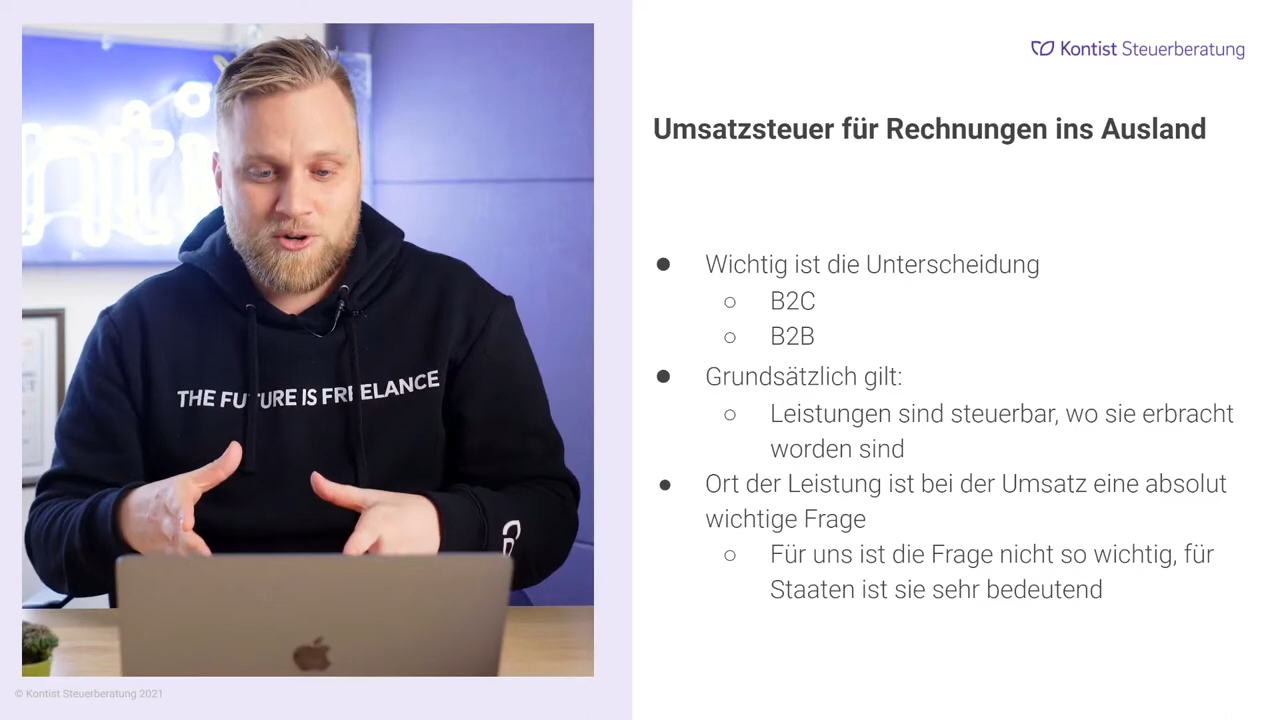 Kontist Steuerberatung
Umsatzsteuer für Rechnungen ins Ausland
● Wichtig ist die Unterscheidung
○ B2C
○ B2B
● Grundsätzlich gilt:
○ Leistungen sind steuerbar, wo sie erbracht
worden sind
● Ort der Leistung ist bei der Umsatz eine absolut
wichtige Frage
○ Für uns ist die Frage nicht so wichtig, für
Staaten ist sie sehr bedeutend
THE FUTURE IS FREELANCE
© Kontist Steuerberatung 2021